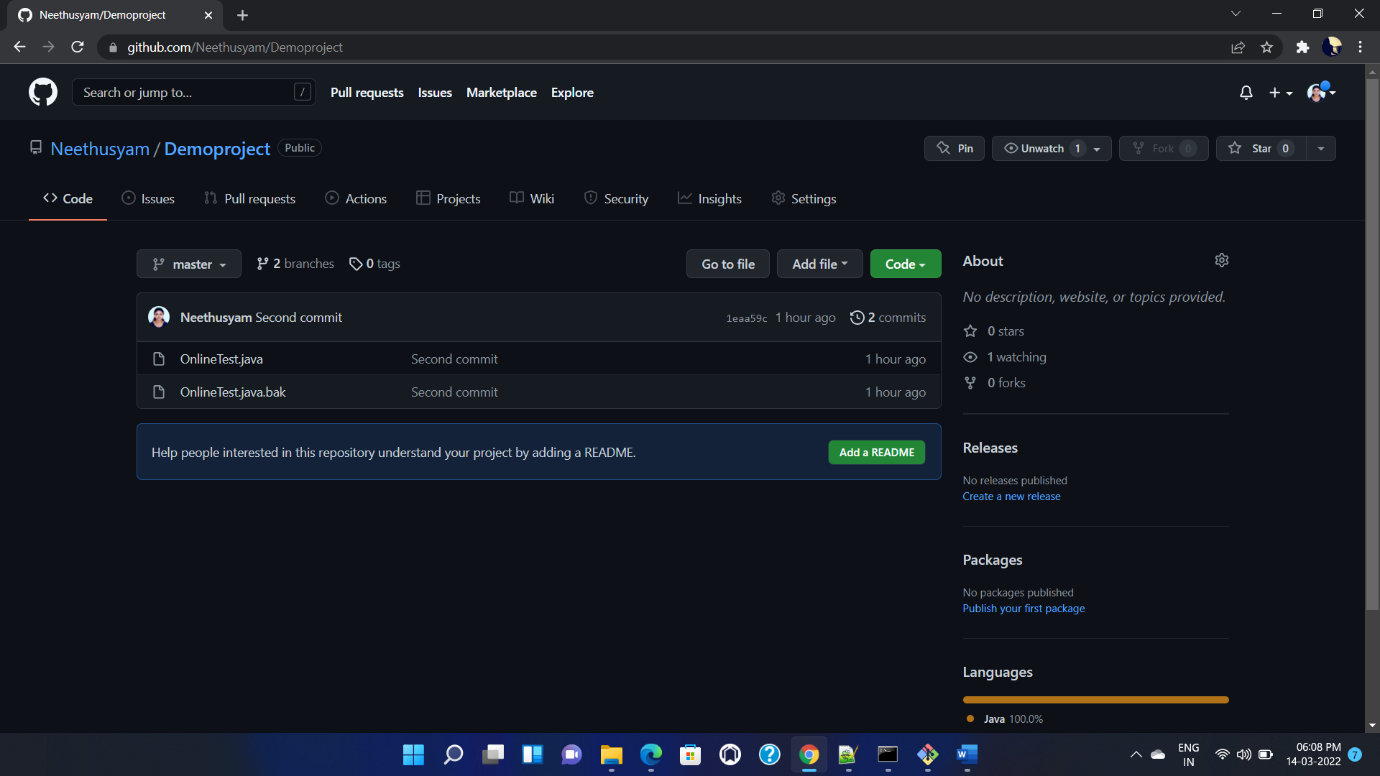 Neethusyam/Demoproject
github.com/Neethusyam/Demoproject
Search or jump to... /
Pull requests Issues Marketplace Explore
Neethusyam / Demoproject Public
Pin Unwatch 1 Fork 0 Star 0
Code Issues Pull requests Actions Projects Wiki Security Insights Settings
master 2 branches 0 tags Go to file Add file Code
Neethusyam Second commit 1eaa59c 1 hour ago 2 commits
OnlineTest.java Second commit 1 hour ago
OnlineTest.java.bak Second commit 1 hour ago
Help people interested in this repository understand your project by adding a README. Add a README
About
No description, website, or topics provided.
0 stars
1 watching
0 forks
Releases
No releases published
Create a new release
Packages
No packages published
Publish your first package
Languages
Java 100.0%
ENG
IN
06:08 PM
14-03-2022
7